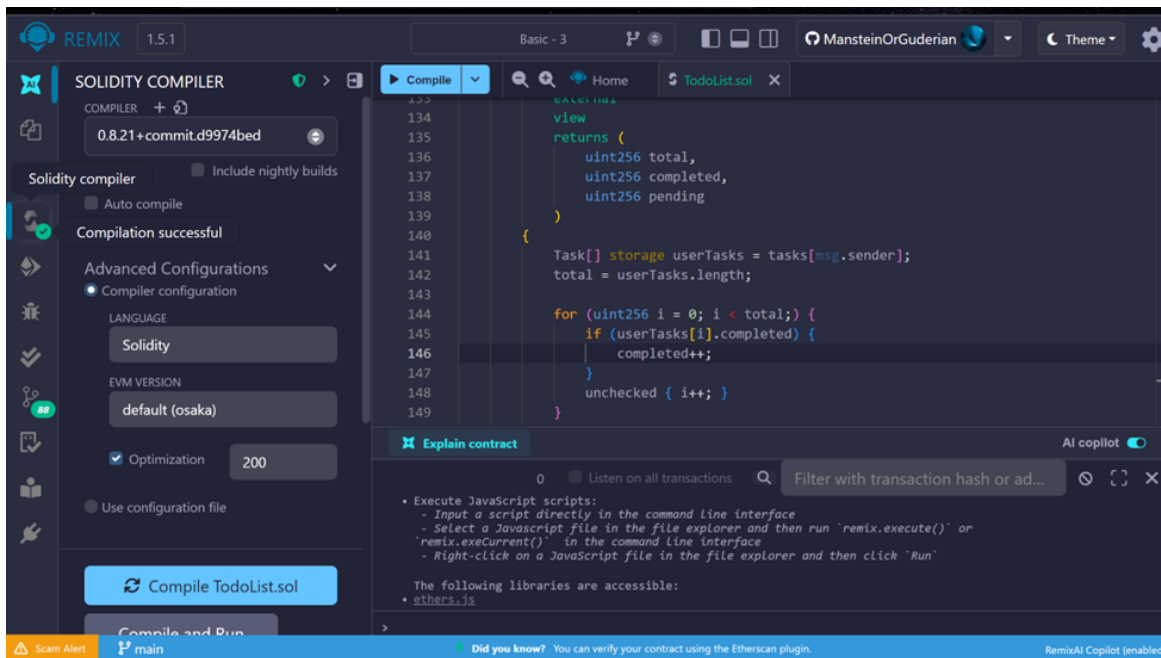 REMIX 1.5.1 Basic - 3 ManssteinOrGuderian Theme
SOLIDITY COMPILER
COMPILER
0.8.21+commit.d9974bed
Include nightly builds
Solidity compiler
Auto compile
Compilation successful
Advanced Configurations
Compiler configuration
LANGUAGE
Solidity
EVM VERSION
default (osaka)
Optimization 200
Use configuration file
Compile TodoList.sol
Compile and Run
88
Compile Home TodoList.sol
133 external
134 view
135 returns (
136 uint256 total,
137 uint256 completed,
138 uint256 pending
139 )
140 {
141 Task[] storage userTasks = tasks[msg.sender];
142 total = userTasks.length;
143
144 for (uint256 i = 0; i < total;) {
145 if (userTasks[i].completed) {
146 completed++;
147 }
148 unchecked { i++; }
149 }
Explain contract AI copilot
0 Listen on all transactions Filter with transaction hash or ad...
• Execute JavaScript scripts:
- Input a script directly in the command line interface
- Select a Javascript file in the file explorer and then run `remix.execute()` or
`remix.exeCurrent()` in the command line interface
- Right-click on a JavaScript file in the file explorer and then click `Run`
The following libraries are accessible:
• ethers.js
>
Scam Alert main Did you know? You can verify your contract using the Etherscan plugin. RemixAI Copilot (enabled